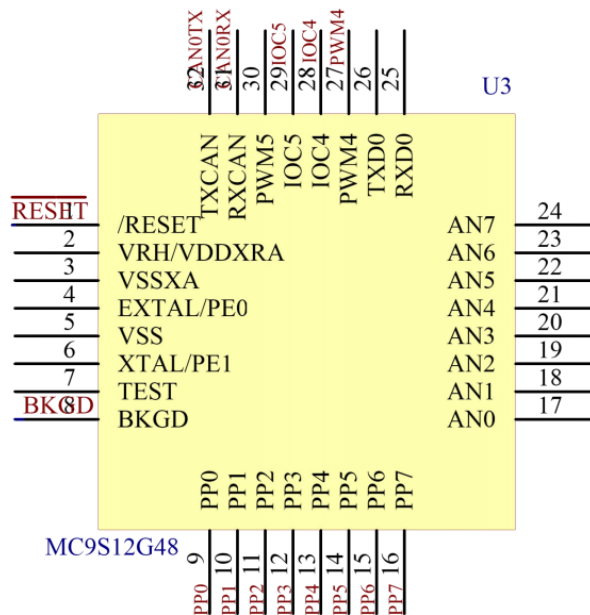 CAN0TX CAN0RX IOC5 IOC4 PWM4
32 31 30 29 28 27 26 25
U3
TXCAN RXCAN PWM5 IOC5 IOC4 PWM4 TXD0 RXD0
RESET 1 /RESET AN7 24
2 VRH/VDDXRA AN6 23
3 VSSXA AN5 22
4 EXTAL/PE0 AN4 21
5 VSS AN3 20
6 XTAL/PE1 AN2 19
7 TEST AN1 18
BKGD 8 BKGD AN0 17
PP0 PP1 PP2 PP3 PP4 PP5 PP6 PP7
MC9S12G48
9 10 11 12 13 14 15 16
PP0 PP1 PP2 PP3 PP4 PP5 PP6 PP7